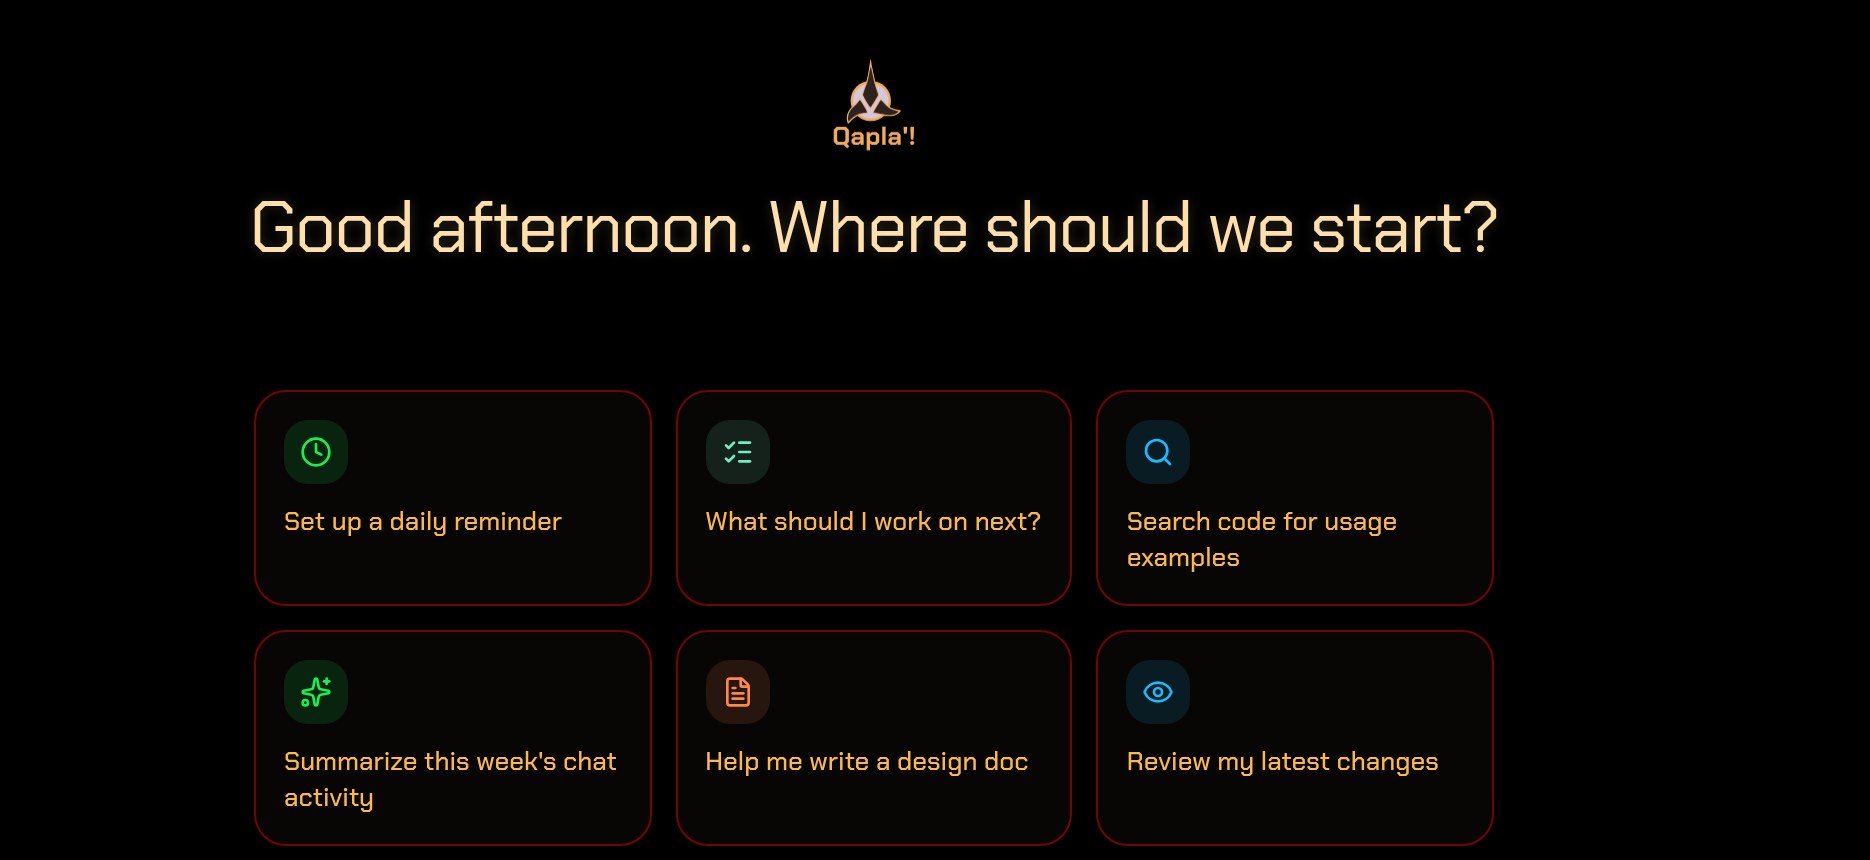 Qapla'!
Good afternoon. Where should we start?
Set up a daily reminder
What should I work on next?
Search code for usage
examples
Summarize this week's chat
activity
Help me write a design doc
Review my latest changes